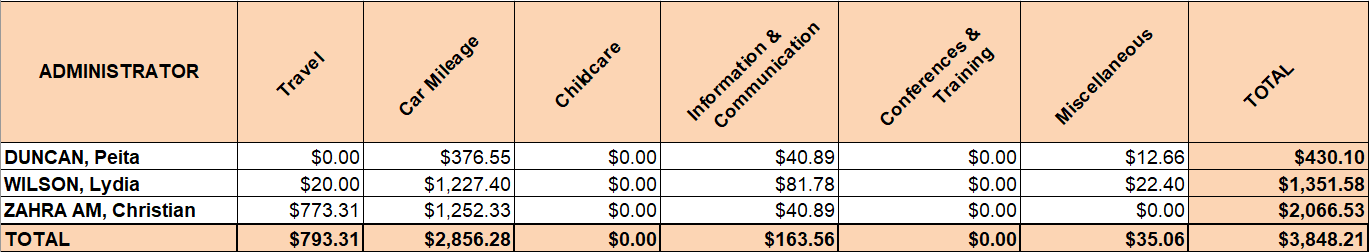 ADMINISTRATOR Travel Car Mileage Childcare Information & Communication Conferences & Training Miscellaneous TOTAL
DUNCAN, Peita $0.00 $376.55 $0.00 $40.89 $0.00 $12.66 $430.10
WILSON, Lydia $20.00 $1,227.40 $0.00 $81.78 $0.00 $22.40 $1,351.58
ZAHRA AM, Christian $773.31 $1,252.33 $0.00 $40.89 $0.00 $0.00 $2,066.53
TOTAL $793.31 $2,856.28 $0.00 $163.56 $0.00 $35.06 $3,848.21